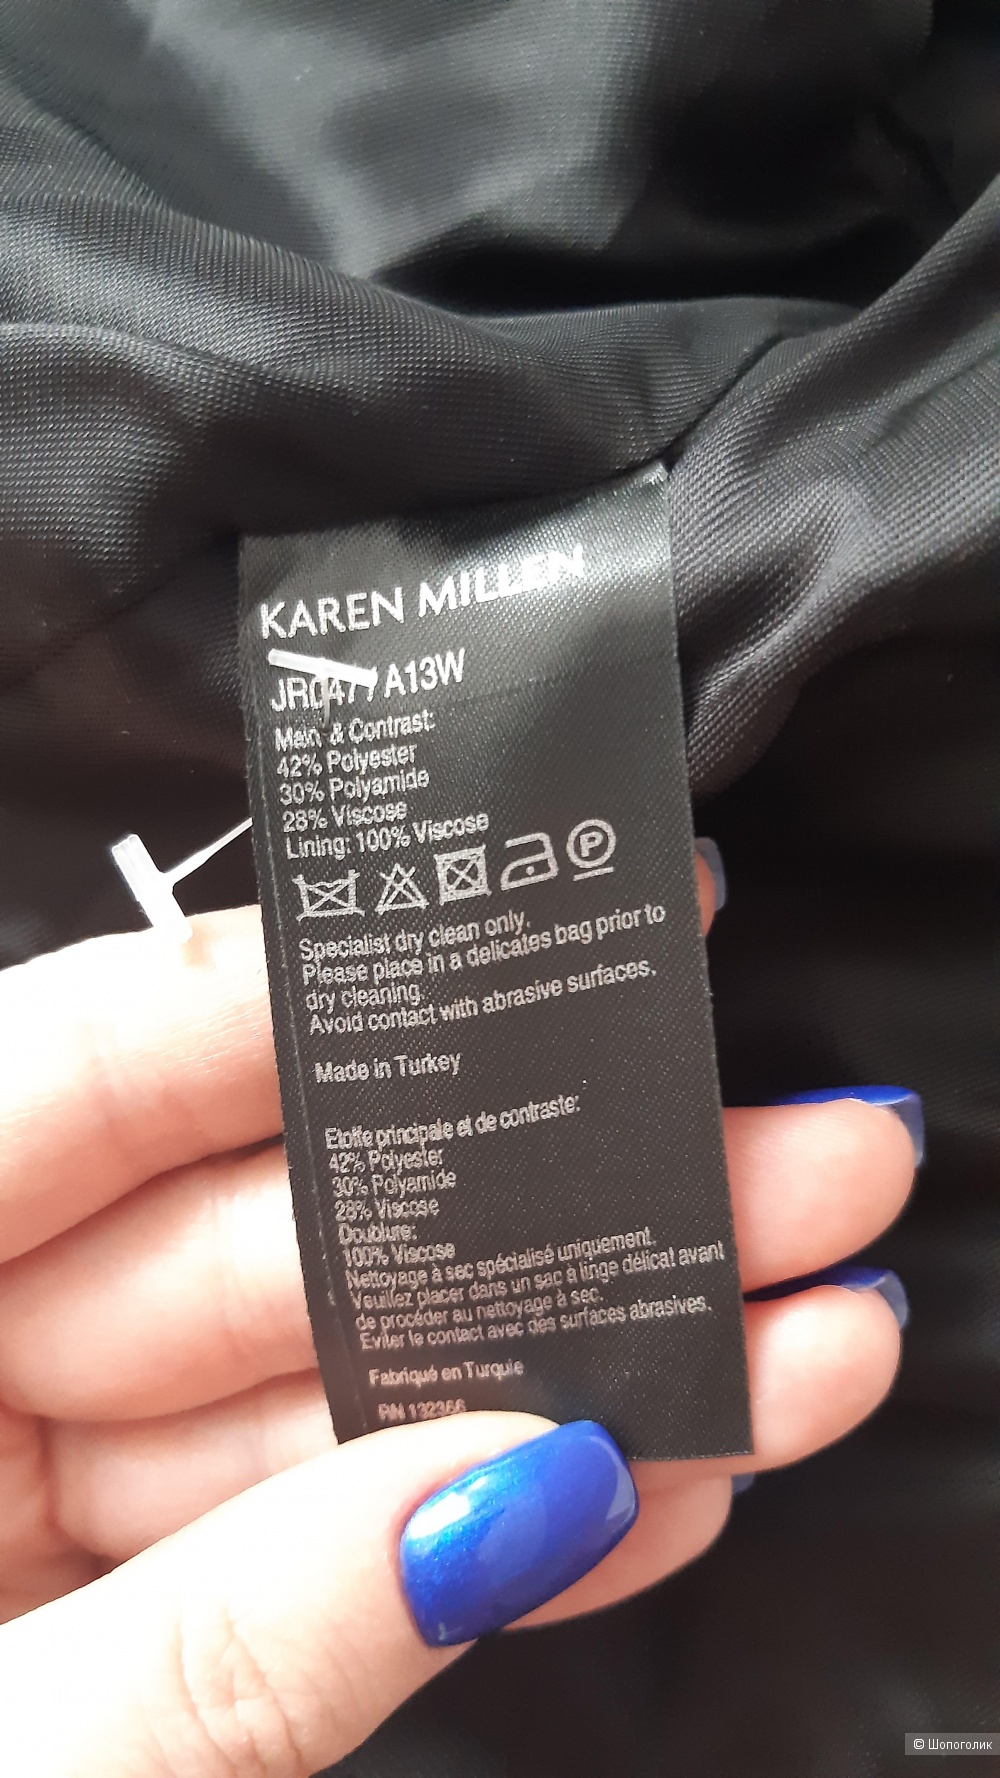 KAREN MILLEN
A13W
Main & Contrast:
42% Polyester
30% Polyamide
28% Viscose
Lining: 100% Viscose
P
Specialist dry clean only.
Please place in a delicates bag prior to
dry cleaning.
Avoid contact with abrasive surfaces.
Made in Turkey
Etoffe principale et de contraste:
42% Polyester
30% Polyamide
28% Viscose
Doublure:
100% Viscose
Nettoyage à sec spécialisé uniquement.
Veuillez placer dans un sac à linge délicat avant
de procéder au nettoyage à sec.
Eviter le contact avec des surfaces abrasives.
Fabriqué en Turquie
RN 132366
© Шопоголик